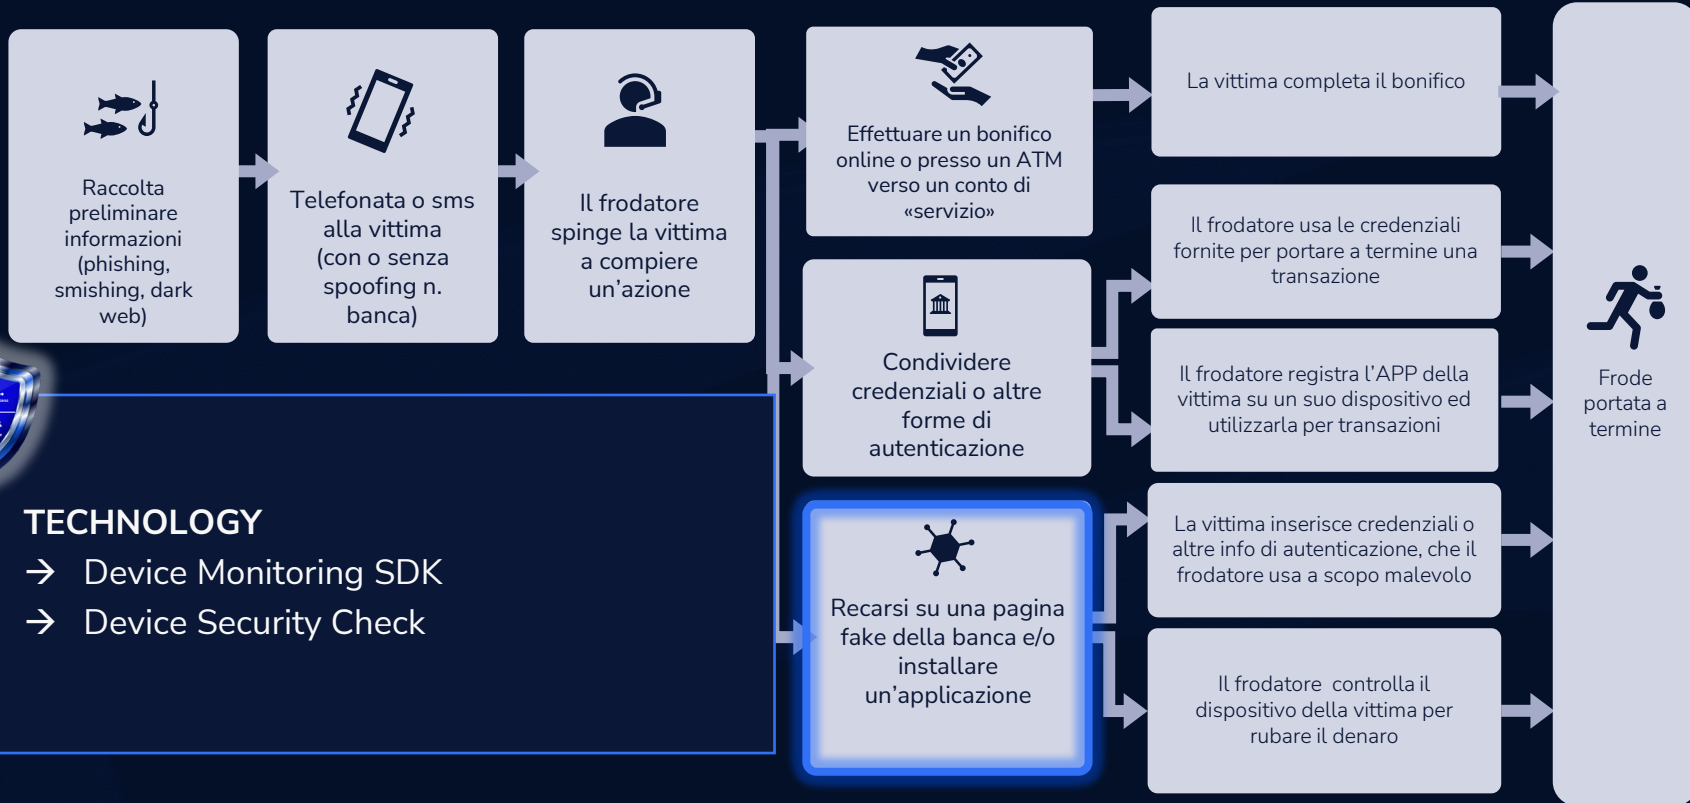 Raccolta
preliminare
informazioni
(phishing,
smishing, dark
web)
Telefonata o sms
alla vittima
(con o senza
spoofing n.
banca)
Il frodatore
spinge la vittima
a compiere
un'azione
Effettuare un bonifico
online o presso un ATM
verso un conto di
«servizio»
La vittima completa il bonifico
Condividere
credenziali o altre
forme di
autenticazione
Il frodatore usa le credenziali
fornite per portare a termine una
transazione
Il frodatore registra l'APP della
vittima su un suo dispositivo ed
utilizzarla per transazioni
Recarsi su una pagina
fake della banca e/o
installare
un'applicazione
La vittima inserisce credenziali o
altre info di autenticazione, che il
frodatore usa a scopo malevolo
Il frodatore  controlla il
dispositivo della vittima per
rubare il denaro
Frode
portata a
termine
TECHNOLOGY
→ Device Monitoring SDK
→ Device Security Check